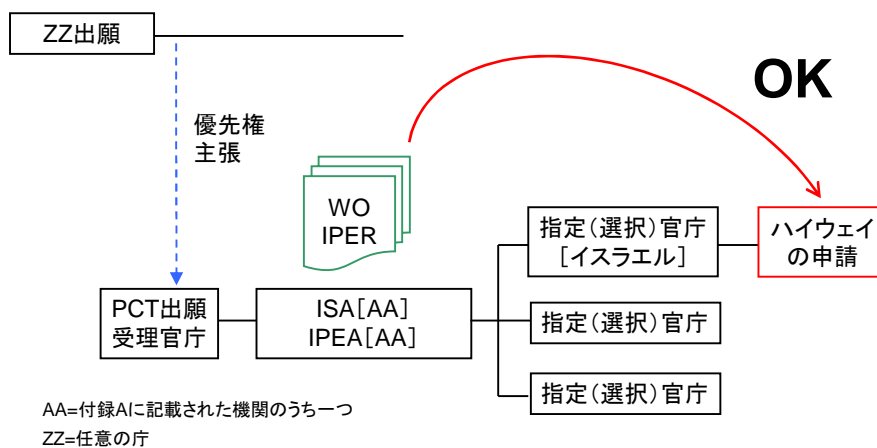 ZZ出願
OK
優先権
主張
WO
IPER
指定(選択)官庁
[イスラエル]
ハイウェイ
の申請
PCT出願
受理官庁
ISA[AA]
IPEA[AA]
指定(選択)官庁
指定(選択)官庁
AA=付録Aに記載された機関のうち一つ
ZZ=任意の庁